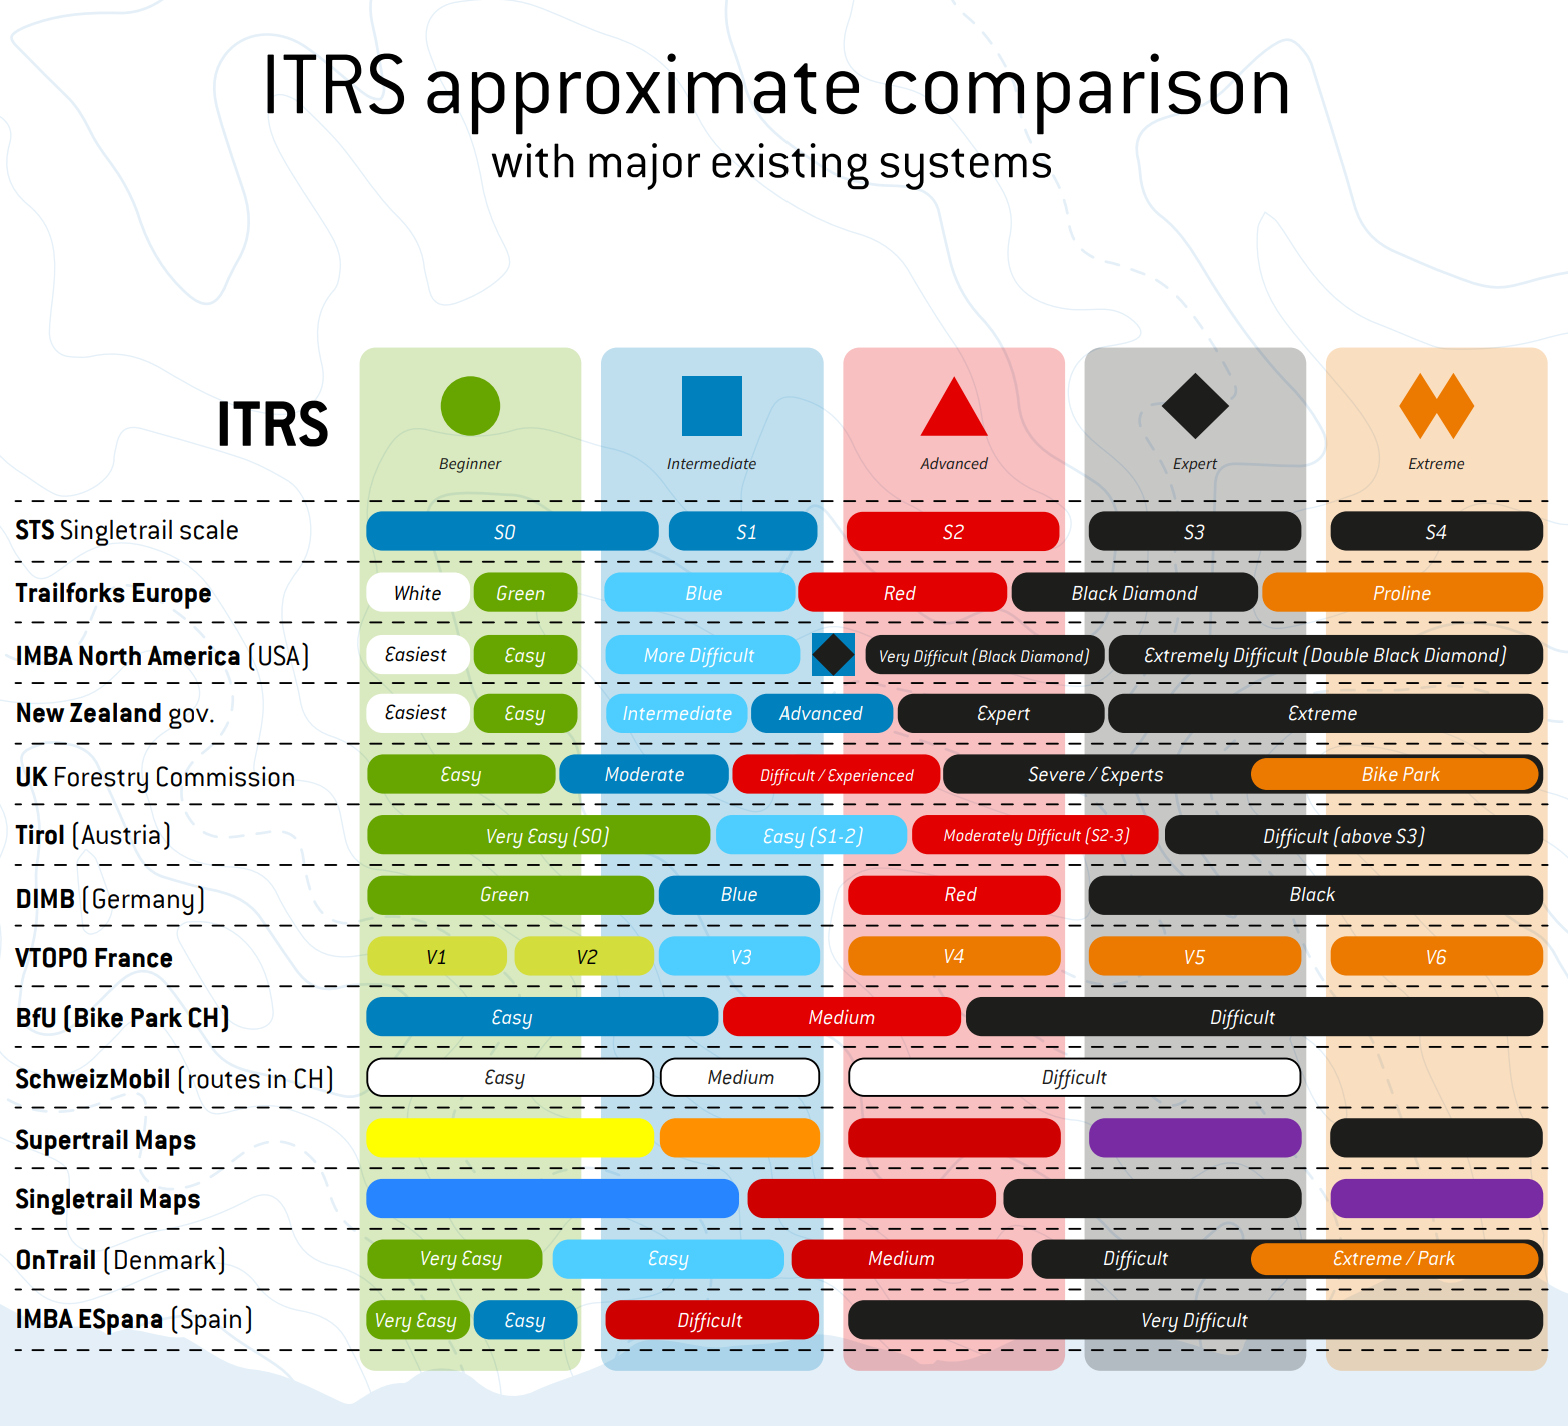 ITRS approximate comparison
with major existing systems
ITRS
Beginner Intermediate Advanced Expert Extreme
STS Singletrail scale S0 S1 S2 S3 S4
Trailforks Europe White Green Blue Red Black Diamond Proline
IMBA North America (USA) Easiest Easy More Difficult Very Difficult (Black Diamond) Extremely Difficult (Double Black Diamond)
New Zealand gov. Easiest Easy Intermediate Advanced Expert Extreme
UK Forestry Commission Easy Moderate Difficult / Experienced Severe / Experts Bike Park
Tirol (Austria) Very Easy (S0) Easy (S1-2) Moderately Difficult (S2-3) Difficult (above S3)
DIMB (Germany) Green Blue Red Black
VTOPO France V1 V2 V3 V4 V5 V6
BfU (Bike Park CH) Easy Medium Difficult
SchweizMobil (routes in CH) Easy Medium Difficult
Supertrail Maps
Singletrail Maps
OnTrail (Denmark) Very Easy Easy Medium Difficult Extreme / Park
IMBA ESpana (Spain) Very Easy Easy Difficult Very Difficult